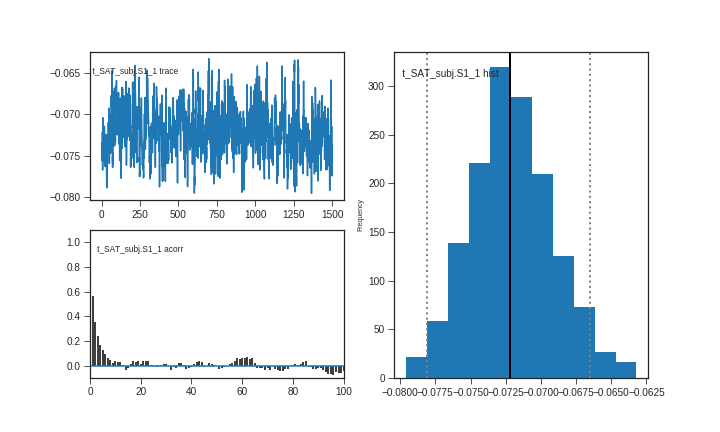 t_SAT_subj.S1_1 trace
−0.065
−0.070
−0.075
−0.080
0 250 500 750 1000 1250 1500
t_SAT_subj.S1_1 acorr
1.0
0.8
0.6
0.4
0.2
0.0
0 20 40 60 80 100
t_SAT_subj.S1_1 hist
Frequency
300
250
200
150
100
50
0
−0.0800 −0.0775 −0.0750 −0.0725 −0.0700 −0.0675 −0.0650 −0.0625